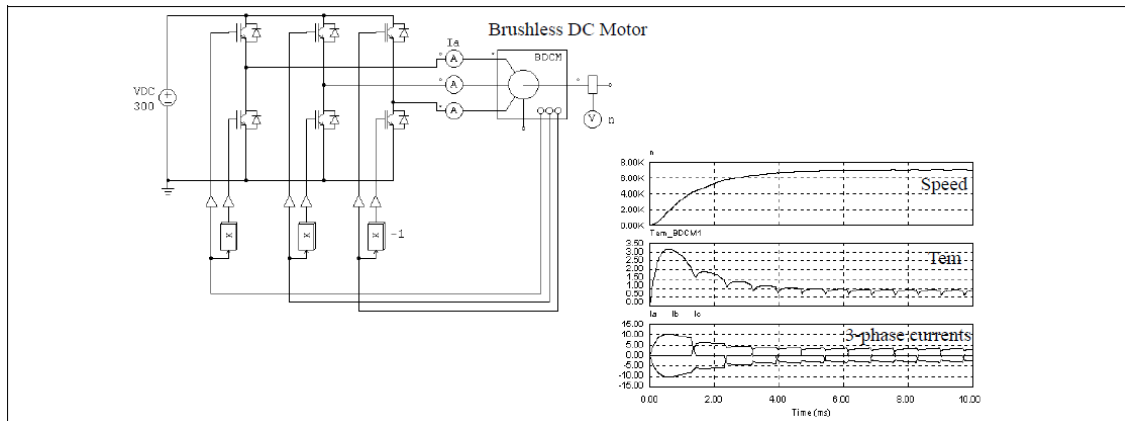 Brushless DC Motor
Ia
BDCM
A
A
A
VDC
300
+
-
V
n
-1
n
8.00K
6.00K
4.00K
2.00K
0.00K
Speed
Tem_BDCM1
3.50
3.00
2.50
2.00
1.50
1.00
0.50
0.00
Tem
Ia Ib Ic
15.00
10.00
5.00
0.00
-5.00
-10.00
-15.00
3-phase currents
0.00 2.00 4.00 6.00 8.00 10.00
Time (ms)